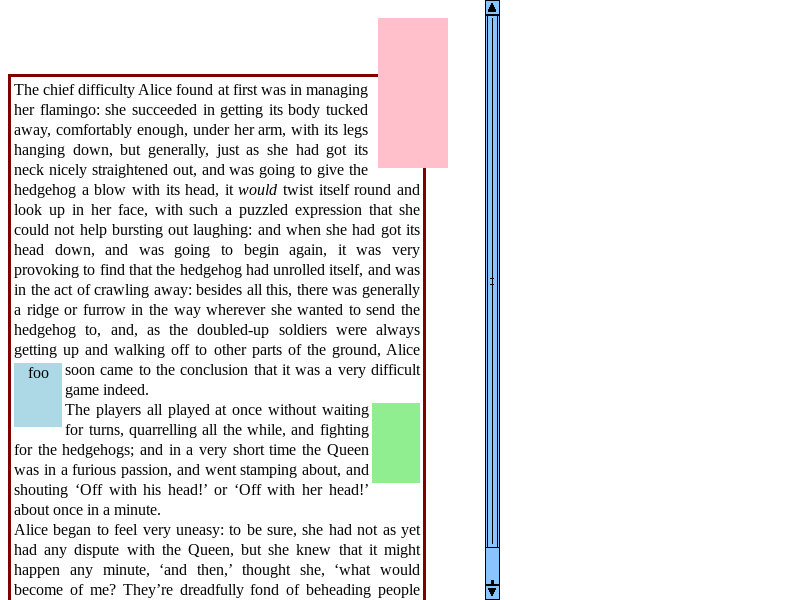 The chief difficulty Alice found at first was in managing
her flamingo: she succeeded in getting its body tucked
away, comfortably enough, under her arm, with its legs
hanging down, but generally, just as she had got its
neck nicely straightened out, and was going to give the
hedgehog a blow with its head, it would twist itself round and
look up in her face, with such a puzzled expression that she
could not help bursting out laughing: and when she had got its
head down, and was going to begin again, it was very
provoking to find that the hedgehog had unrolled itself, and was
in the act of crawling away: besides all this, there was generally
a ridge or furrow in the way wherever she wanted to send the
hedgehog to, and, as the doubled-up soldiers were always
getting up and walking off to other parts of the ground, Alice
foo
soon came to the conclusion that it was a very difficult
game indeed.
The players all played at once without waiting
for turns, quarrelling all the while, and fighting
for the hedgehogs; and in a very short time the Queen
was in a furious passion, and went stamping about, and
shouting ‘Off with his head!’ or ‘Off with her head!’
about once in a minute.
Alice began to feel very uneasy: to be sure, she had not as yet
had any dispute with the Queen, but she knew that it might
happen any minute, ‘and then,’ thought she, ‘what would
become of me? They’re dreadfully fond of beheading people